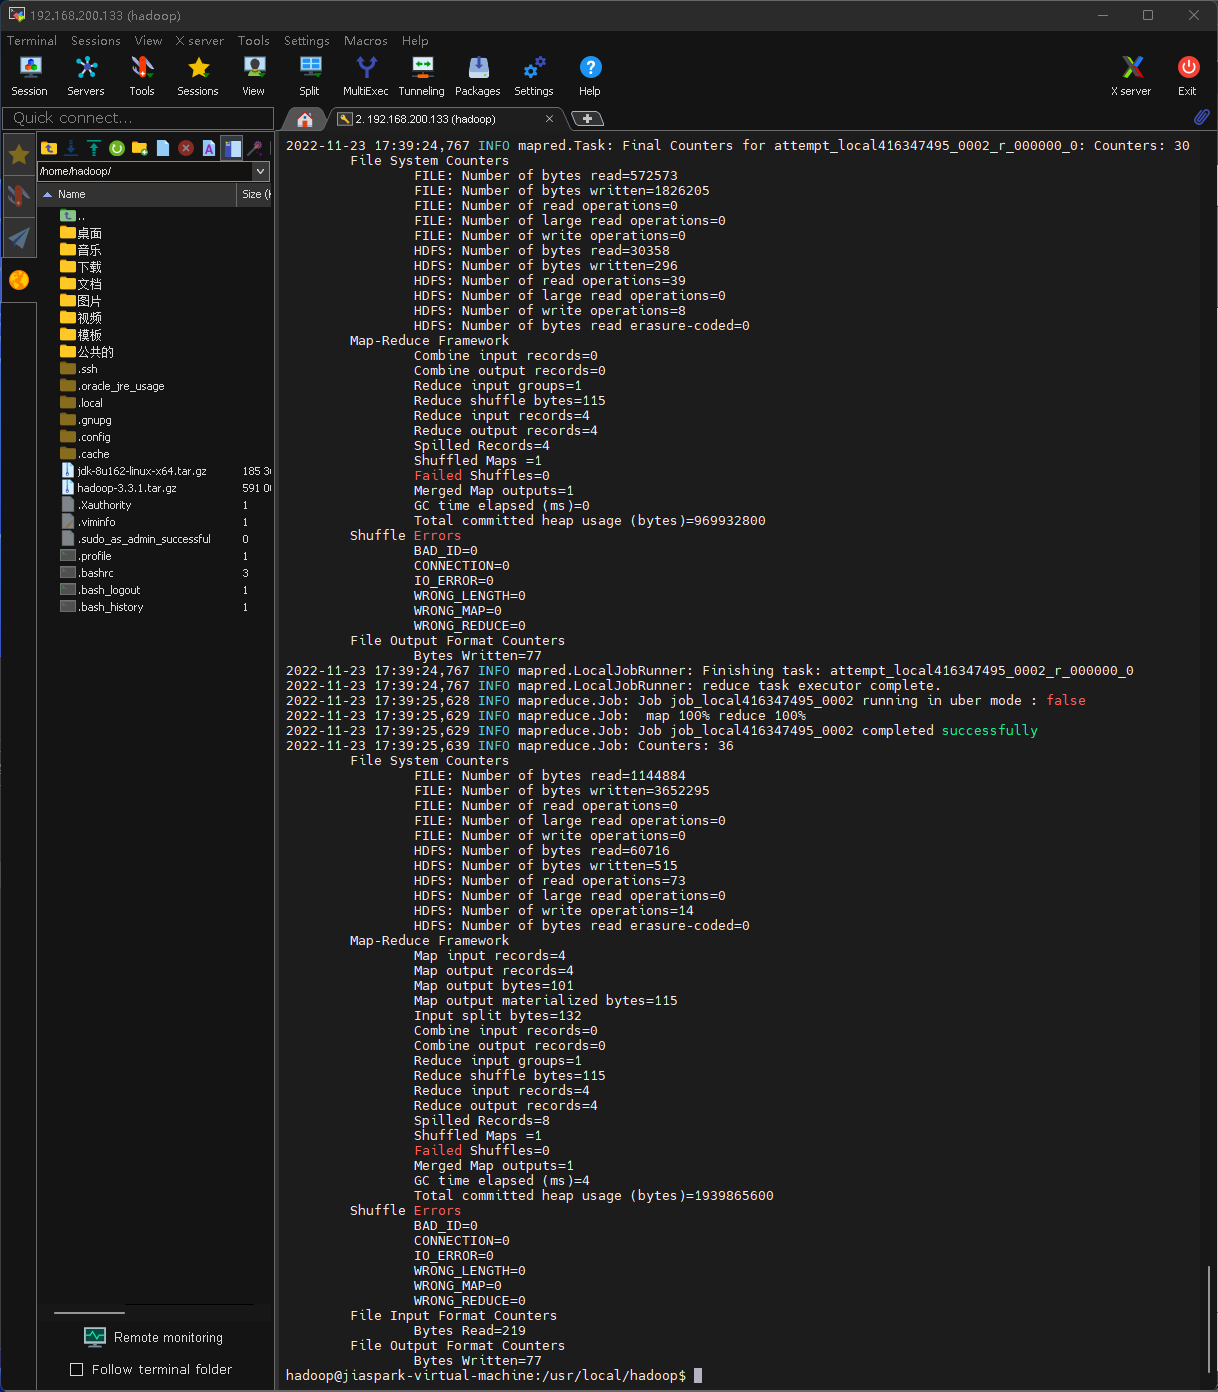 192.168.200.133 (hadoop)
Terminal Sessions View X server Tools Settings Macros Help
Session Servers Tools Sessions View Split MultiExec Tunneling Packages Settings Help X server Exit
Quick connect...
2. 192.168.200.133 (hadoop)
/home/hadoop/
Name Size (K
..
桌面
音乐
下载
文档
图片
视频
模板
公共的
.ssh
.oracle_jre_usage
.local
.gnupg
.config
.cache
jdk-8u162-linux-x64.tar.gz 185 3
hadoop-3.3.1.tar.gz 591 0
.Xauthority 1
.viminfo 1
.sudo_as_admin_successful 0
.profile 1
.bashrc 3
.bash_logout 1
.bash_history 1
Remote monitoring
Follow terminal folder
2022-11-23 17:39:24,767 INFO mapred.Task: Final Counters for attempt_local416347495_0002_r_000000_0: Counters: 30
File System Counters
FILE: Number of bytes read=572573
FILE: Number of bytes written=1826205
FILE: Number of read operations=0
FILE: Number of large read operations=0
FILE: Number of write operations=0
HDFS: Number of bytes read=30358
HDFS: Number of bytes written=296
HDFS: Number of read operations=39
HDFS: Number of large read operations=0
HDFS: Number of write operations=8
HDFS: Number of bytes read erasure-coded=0
Map-Reduce Framework
Combine input records=0
Combine output records=0
Reduce input groups=1
Reduce shuffle bytes=115
Reduce input records=4
Reduce output records=4
Spilled Records=4
Shuffled Maps =1
Failed Shuffles=0
Merged Map outputs=1
GC time elapsed (ms)=0
Total committed heap usage (bytes)=969932800
Shuffle Errors
BAD_ID=0
CONNECTION=0
IO_ERROR=0
WRONG_LENGTH=0
WRONG_MAP=0
WRONG_REDUCE=0
File Output Format Counters
Bytes Written=77
2022-11-23 17:39:24,767 INFO mapred.LocalJobRunner: Finishing task: attempt_local416347495_0002_r_000000_0
2022-11-23 17:39:24,767 INFO mapred.LocalJobRunner: reduce task executor complete.
2022-11-23 17:39:25,628 INFO mapreduce.Job: Job job_local416347495_0002 running in uber mode : false
2022-11-23 17:39:25,629 INFO mapreduce.Job:  map 100% reduce 100%
2022-11-23 17:39:25,629 INFO mapreduce.Job: Job job_local416347495_0002 completed successfully
2022-11-23 17:39:25,639 INFO mapreduce.Job: Counters: 36
File System Counters
FILE: Number of bytes read=1144884
FILE: Number of bytes written=3652295
FILE: Number of read operations=0
FILE: Number of large read operations=0
FILE: Number of write operations=0
HDFS: Number of bytes read=60716
HDFS: Number of bytes written=515
HDFS: Number of read operations=73
HDFS: Number of large read operations=0
HDFS: Number of write operations=14
HDFS: Number of bytes read erasure-coded=0
Map-Reduce Framework
Map input records=4
Map output records=4
Map output bytes=101
Map output materialized bytes=115
Input split bytes=132
Combine input records=0
Combine output records=0
Reduce input groups=1
Reduce shuffle bytes=115
Reduce input records=4
Reduce output records=4
Spilled Records=8
Shuffled Maps =1
Failed Shuffles=0
Merged Map outputs=1
GC time elapsed (ms)=4
Total committed heap usage (bytes)=1939865600
Shuffle Errors
BAD_ID=0
CONNECTION=0
IO_ERROR=0
WRONG_LENGTH=0
WRONG_MAP=0
WRONG_REDUCE=0
File Input Format Counters
Bytes Read=219
File Output Format Counters
Bytes Written=77
hadoop@jiaspark-virtual-machine:/usr/local/hadoop$